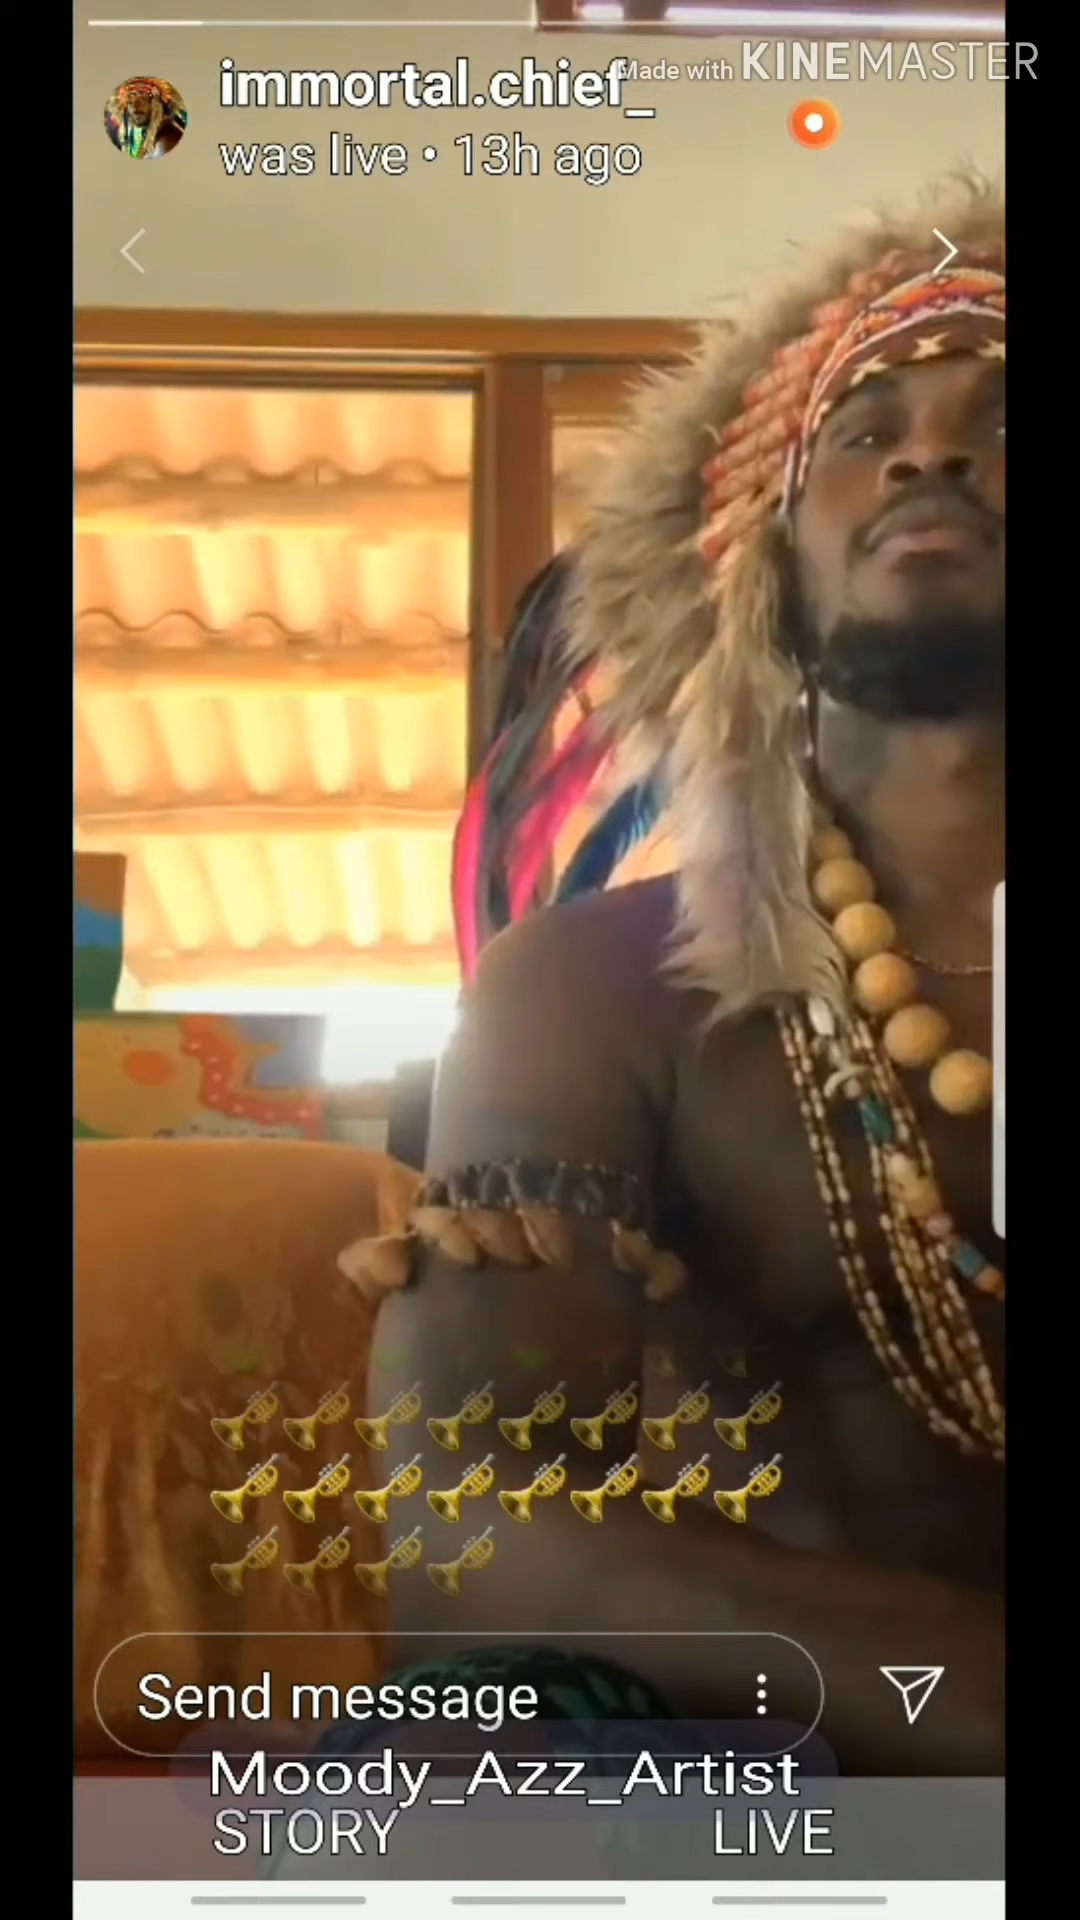 Made with KINEMASTER
immortal.chief_
was live • 13h ago
Send message
Moody_Azz_Artist
STORY LIVE